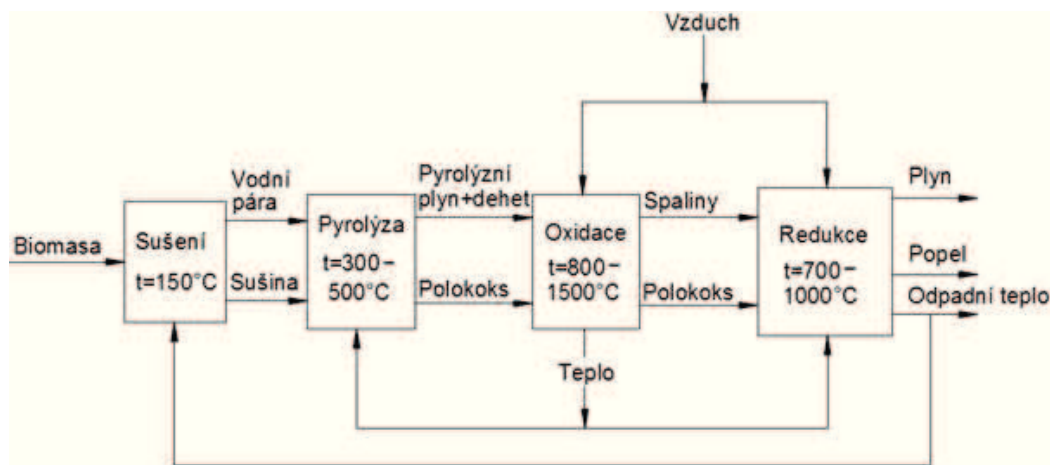 Vzduch
Biomasa
Sušení
t=150°C
Vodní
pára
Sušina
Pyrolýza
t=300-
500°C
Pyrolýzní
plyn+dehet
Polokoks
Oxidace
t=800-
1500°C
Teplo
Spaliny
Polokoks
Redukce
t=700-
1000°C
Plyn
Popel
Odpadní teplo